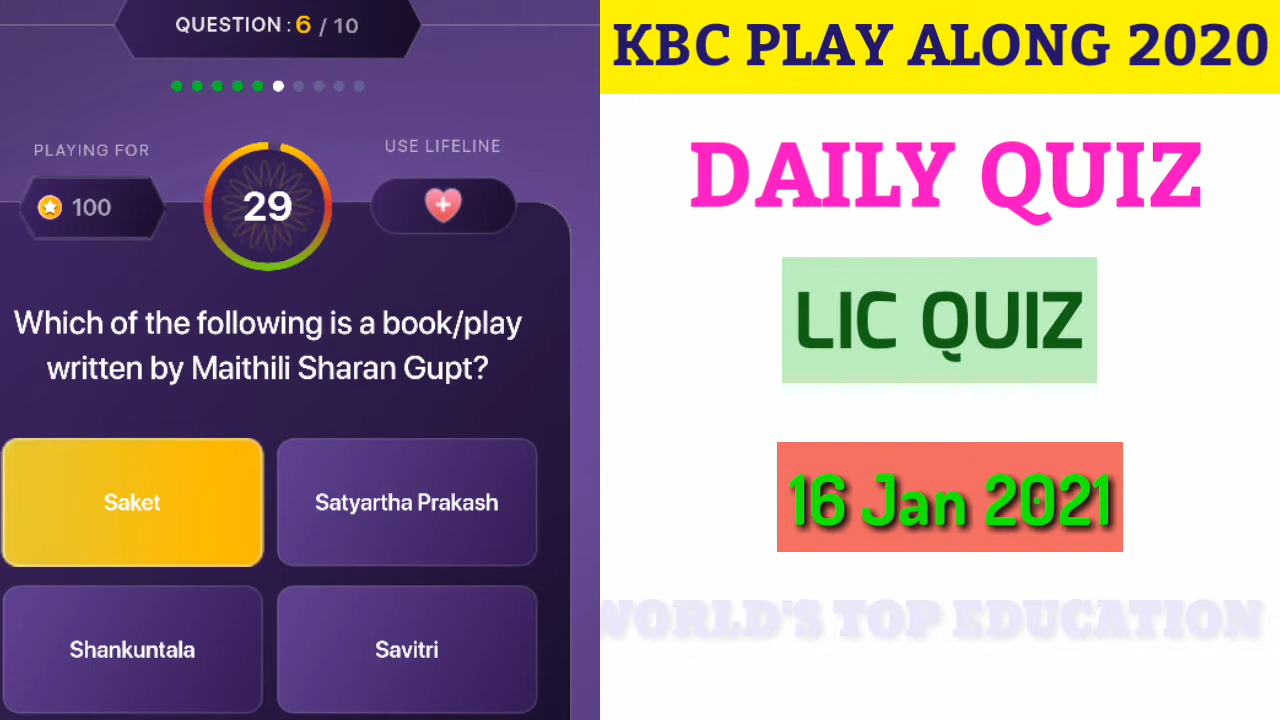 QUESTION : 6 / 10
PLAYING FOR
USE LIFELINE
100
29
Which of the following is a book/play
written by Maithili Sharan Gupt?
Saket
Satyartha Prakash
Shankuntala
Savitri
KBC PLAY ALONG 2020
DAILY QUIZ
LIC QUIZ
16 Jan 2021
WORLD'S TOP EDUCATION